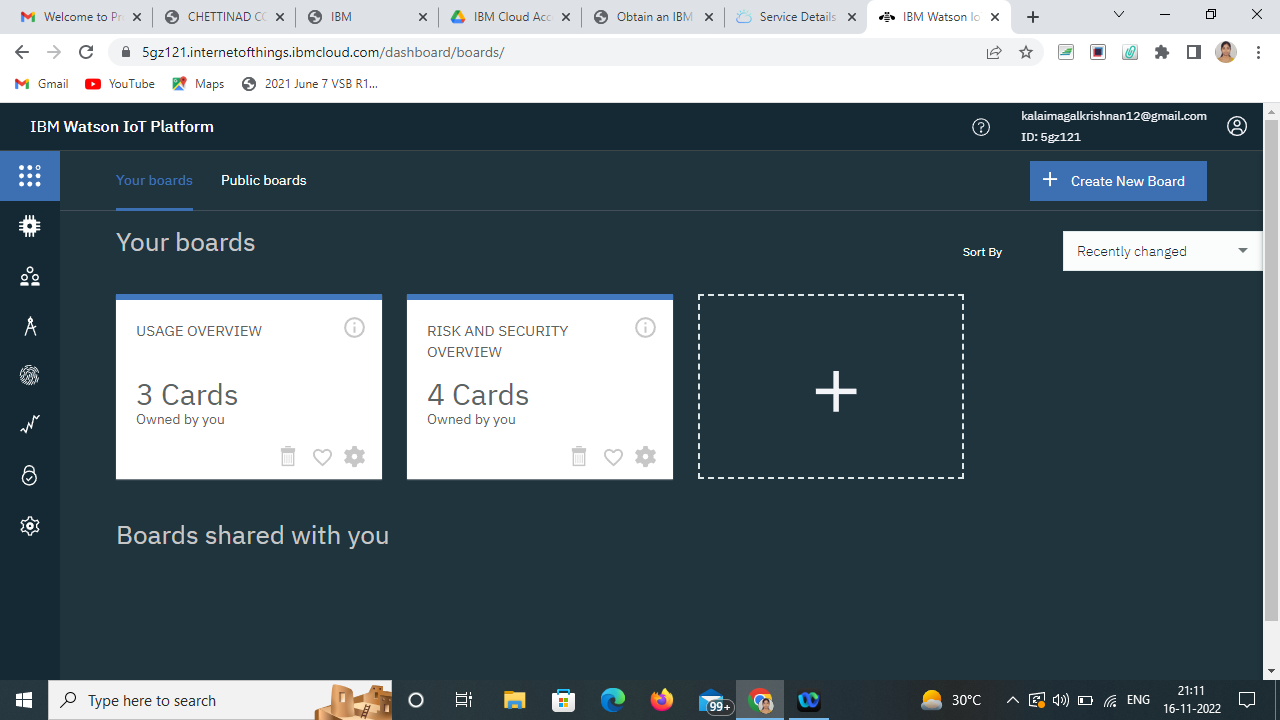 Welcome to Pr
CHETTINAD CO
IBM
IBM Cloud Acc
Obtain an IBM
Service Details
IBM Watson Io
5gz121.internetofthings.ibmcloud.com/dashboard/boards/
Gmail
YouTube
Maps
2021 June 7 VSB R1...
IBM Watson IoT Platform
kalaimagalkrishnan12@gmail.com
ID: 5gz121
Your boards
Public boards
Create New Board
Your boards
Sort By
Recently changed
USAGE OVERVIEW
3 Cards
Owned by you
RISK AND SECURITY
OVERVIEW
4 Cards
Owned by you
Boards shared with you
Type here to search
99+
30°C
ENG
21:11
16-11-2022